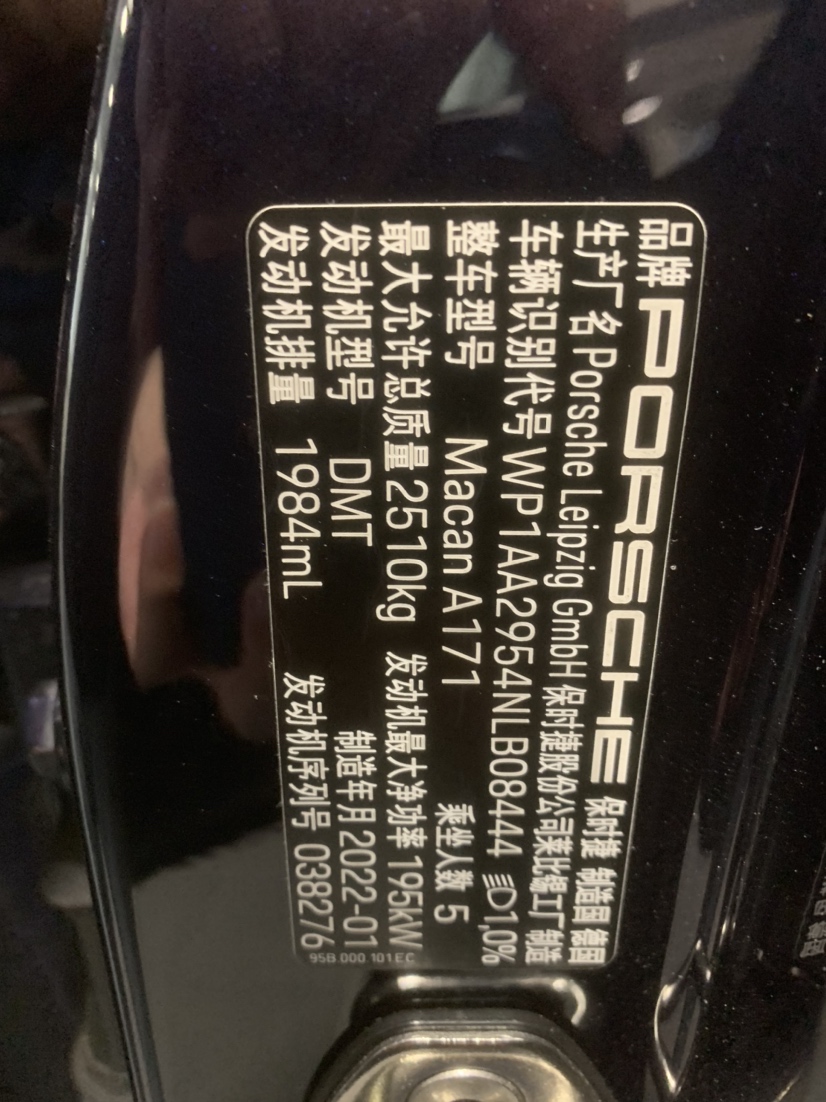 品牌 PORSCHE 保时捷 制造国 德国
生产厂名 Porsche Leipzig GmbH 保时捷股份公司莱比锡工厂制造
车辆识别代号 WP1AA2954NLB08444 1,0%
整车型号 Macan A171 乘坐人数 5
最大允许总质量 2510kg 发动机最大净功率 195kW
发动机型号 DMT 制造年月 2022-01
发动机排量 1984mL 发动机序列号 038276
95B.000.101.EC